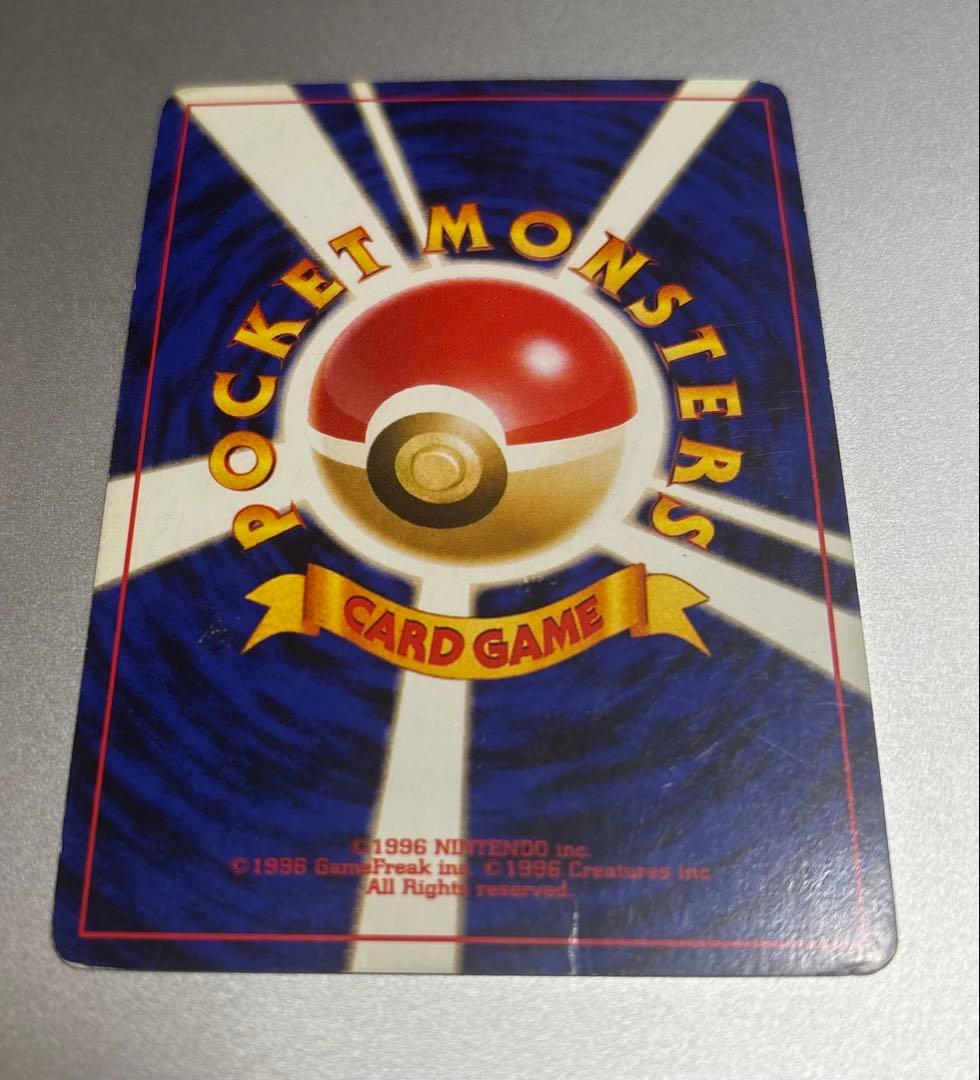 POCKET MONSTERS
CARD GAME
©1996 NINTENDO inc.
©1996 GameFreak inc. ©1996 Creatures inc.
All Rights reserved.